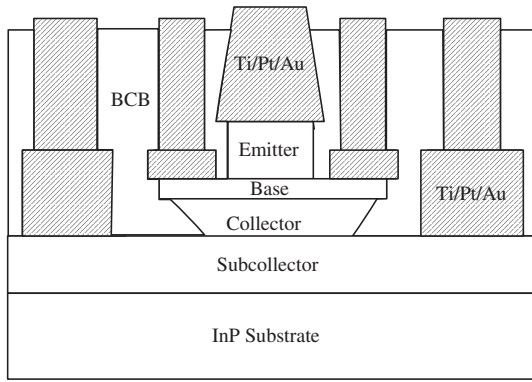 Ti/Pt/Au
BCB
Emitter
Base
Ti/Pt/Au
Collector
Subcollector
InP Substrate